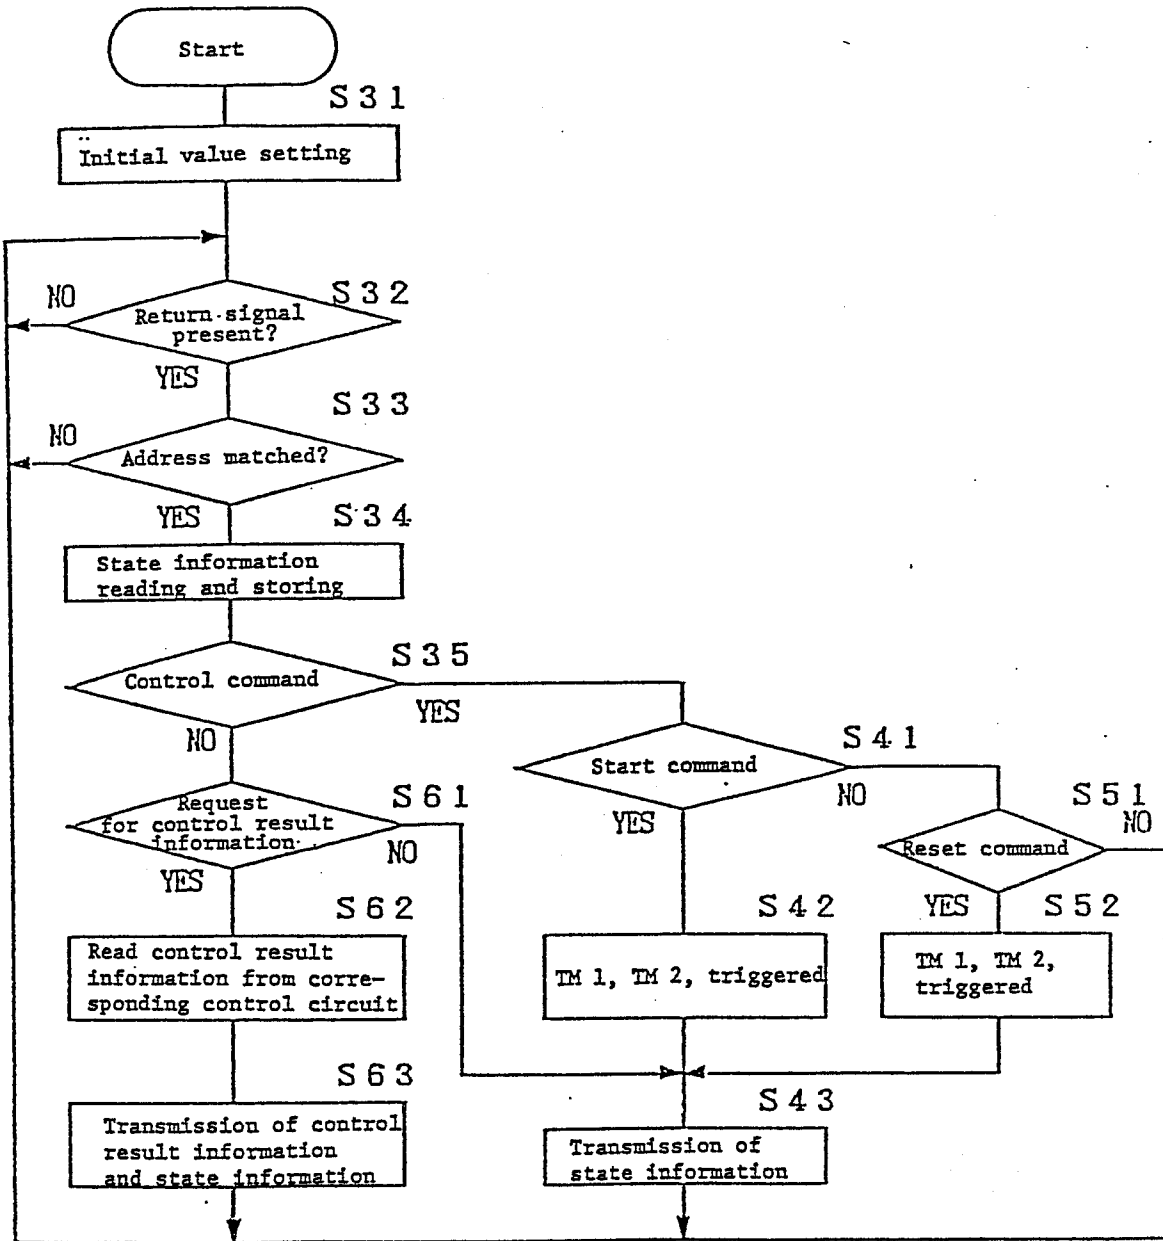 Start
S31
Initial value setting
NO
S32
Return signal
present?
YES
S33
NO
Address matched?
YES
S34
State information
reading and storing
S35
Control command
YES
NO
S41
Start command
NO
YES
S61
Request
for control result
information
NO
YES
S51
NO
Reset command
YES
S52
S62
Read control result
information from corre-
sponding control circuit
S42
TM 1, TM 2, triggered
TM 1, TM 2,
triggered
S63
Transmission of control
result information
and state information
S43
Transmission of
state information